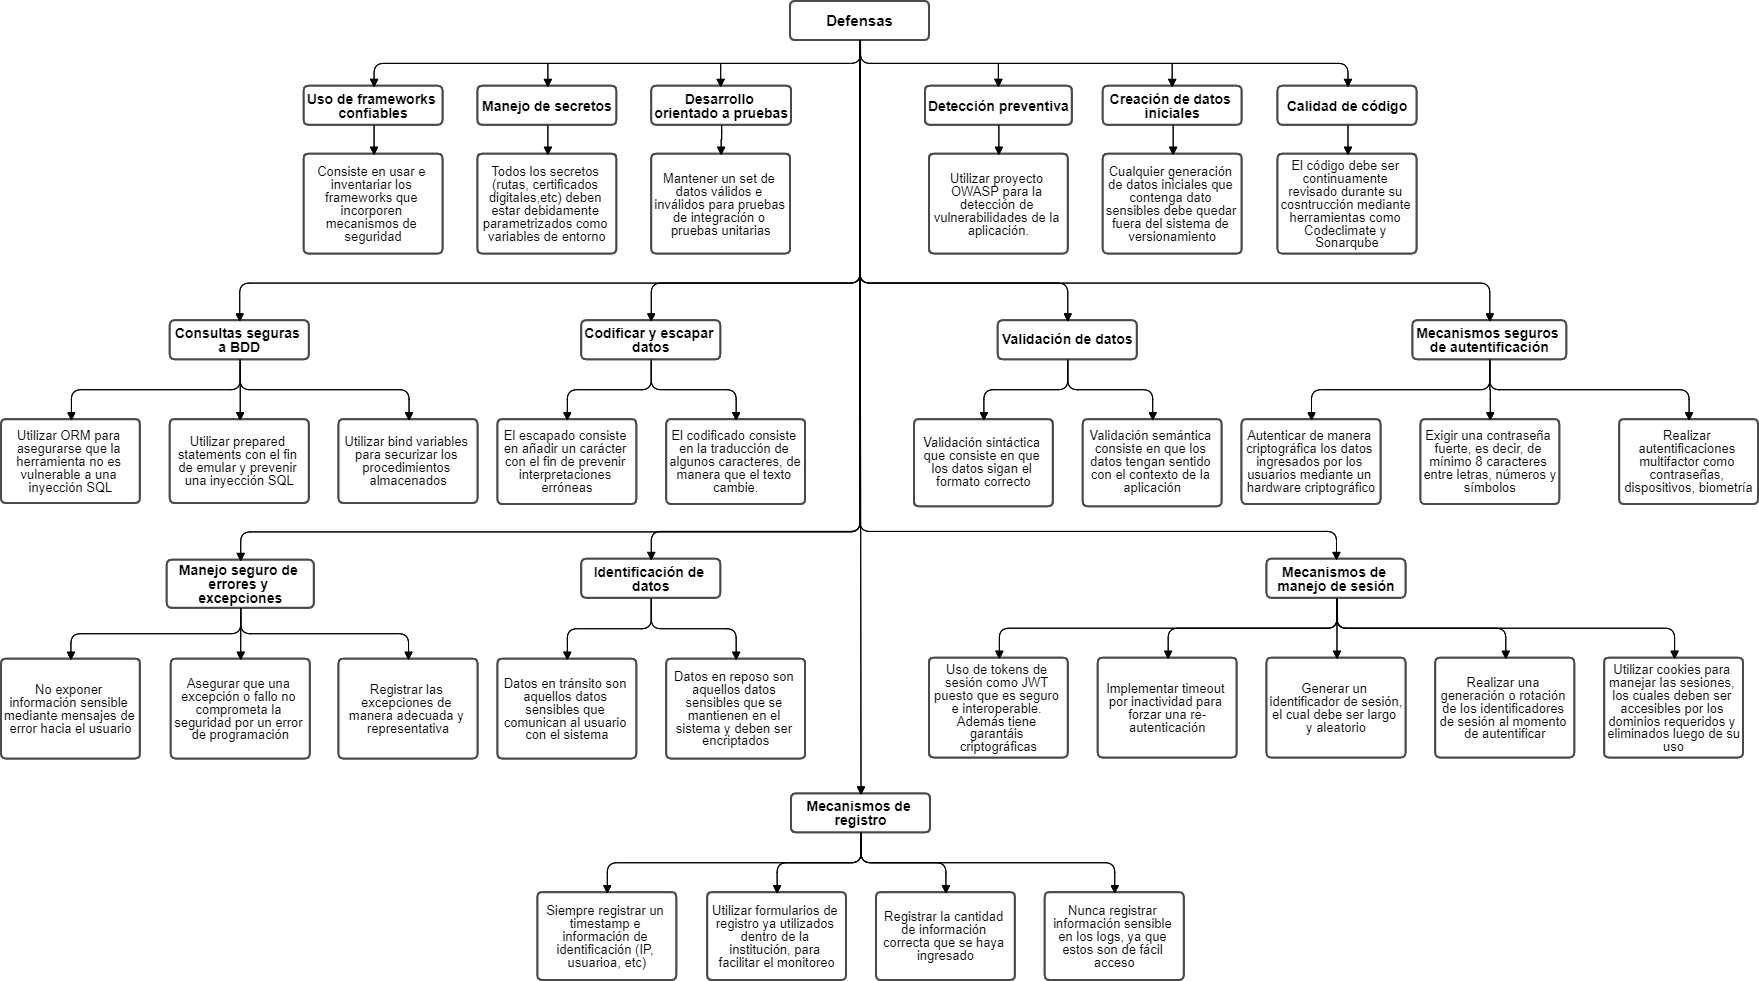 Defensas
Uso de frameworks
confiables
Manejo de secretos
Desarrollo
orientado a pruebas
Detección preventiva
Creación de datos
iniciales
Calidad de código
Consiste en usar e
inventariar los
frameworks que
incorporen
mecanismos de
seguridad
Todos los secretos
(rutas, certificados
digitales,etc) deben
estar debidamente
parametrizados como
variables de entorno
Mantener un set de
datos válidos e
inválidos para pruebas
de integración o
pruebas unitarias
Utilizar proyecto
OWASP para la
detección de
vulnerabilidades de la
aplicación.
Cualquier generación
de datos iniciales que
contenga dato
sensibles debe quedar
fuera del sistema de
versionamiento
El código debe ser
continuamente
revisado durante su
cosntrucción mediante
herramientas como
Codeclimate y
Sonarqube
Consultas seguras
a BDD
Codificar y escapar
datos
Validación de datos
Mecanismos seguros
de autentificación
Utilizar ORM para
asegurarse que la
herramienta no es
vulnerable a una
inyección SQL
Utilizar prepared
statements con el fin
de emular y prevenir
una inyección SQL
Utilizar bind variables
para securizar los
procedimientos
almacenados
El escapado consiste
en añadir un carácter
con el fin de prevenir
interpretaciones
erróneas
El codificado consiste
en la traducción de
algunos caracteres, de
manera que el texto
cambie.
Validación sintáctica
que consiste en que
los datos sigan el
formato correcto
Validación semántica
consiste en que los
datos tengan sentido
con el contexto de la
aplicación
Autenticar de manera
criptográfica los datos
ingresados por los
usuarios mediante un
hardware criptográfico
Exigir una contraseña
fuerte, es decir, de
mínimo 8 caracteres
entre letras, números y
símbolos
Realizar
autentificaciones
multifactor como
contraseñas,
dispositivos, biometría
Manejo seguro de
errores y
excepciones
Identificación de
datos
Mecanismos de
manejo de sesión
No exponer
información sensible
mediante mensajes de
error hacia el usuario
Asegurar que una
excepción o fallo no
comprometa la
seguridad por un error
de programación
Registrar las
excepciones de
manera adecuada y
representativa
Datos en tránsito son
aquellos datos
sensibles que
comunican al usuario
con el sistema
Datos en reposo son
aquellos datos
sensibles que se
mantienen en el
sistema y deben ser
encriptados
Uso de tokens de
sesión como JWT
puesto que es seguro
e interoperable.
Además tiene
garantáis
criptográficas
Implementar timeout
por inactividad para
forzar una re-
autenticación
Generar un
identificador de sesión,
el cual debe ser largo
y aleatorio
Realizar una
generación o rotación
de los identificadores
de sesión al momento
de autentificar
Utilizar cookies para
manejar las sesiones,
los cuales deben ser
accesibles por los
dominios requeridos y
eliminados luego de su
uso
Mecanismos de
registro
Siempre registrar un
timestamp e
información de
identificación (IP,
usuarioa, etc)
Utilizar formularios de
registro ya utilizados
dentro de la
institución, para
facilitar el monitoreo
Registrar la cantidad
de información
correcta que se haya
ingresado
Nunca registrar
información sensible
en los logs, ya que
estos son de fácil
acceso